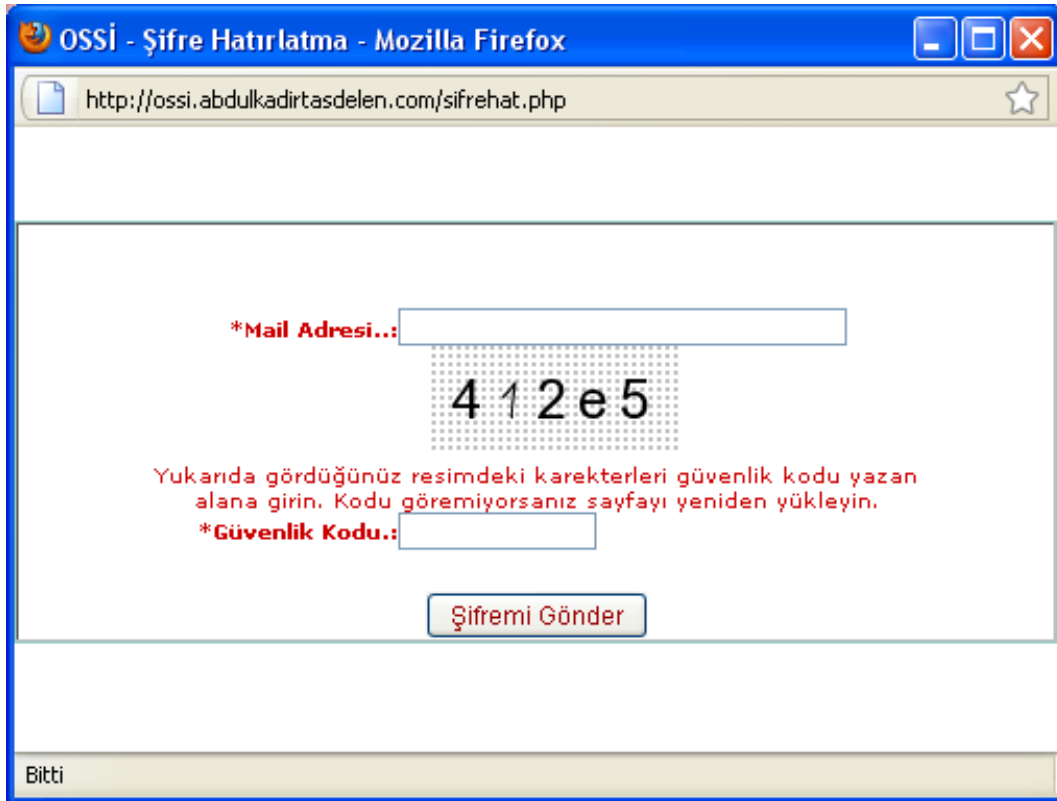 OSSİ - Şifre Hatırlatma - Mozilla Firefox
http://ossi.abdulkadirtasdelen.com/sifrehat.php
*Mail Adresi..:
412e5
Yukarıda gördüğünüz resimdeki karekterleri güvenlik kodu yazan
alana girin. Kodu göremiyorsanız sayfayı yeniden yükleyin.
*Güvenlik Kodu.:
Şifremi Gönder
Bitti